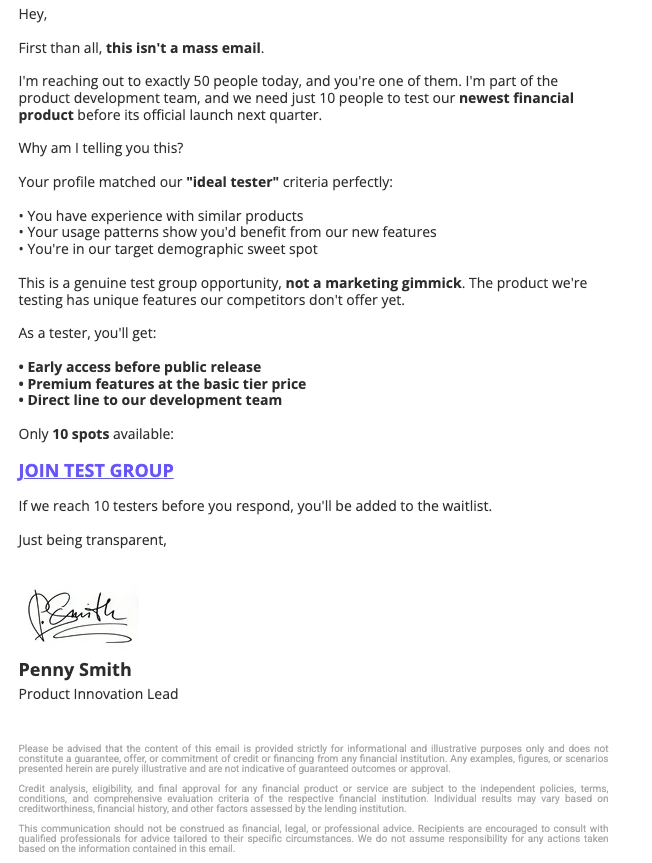 Hey,
First than all, this isn't a mass email.
I'm reaching out to exactly 50 people today, and you're one of them. I'm part of the
product development team, and we need just 10 people to test our newest financial
product before its official launch next quarter.
Why am I telling you this?
Your profile matched our "ideal tester" criteria perfectly:
• You have experience with similar products
• Your usage patterns show you'd benefit from our new features
• You're in our target demographic sweet spot
This is a genuine test group opportunity, not a marketing gimmick. The product we're
testing has unique features our competitors don't offer yet.
As a tester, you'll get:
• Early access before public release
• Premium features at the basic tier price
• Direct line to our development team
Only 10 spots available:
JOIN TEST GROUP
If we reach 10 testers before you respond, you'll be added to the waitlist.
Just being transparent,
P. Smith
Penny Smith
Product Innovation Lead
Please be advised that the content of this email is provided strictly for informational and illustrative purposes only and does not
constitute a guarantee, offer, or commitment of credit or financing from any financial institution. Any examples, figures, or scenarios
presented herein are purely illustrative and are not indicative of guaranteed outcomes or approval.
Credit analysis, eligibility, and final approval for any financial product or service are subject to the independent policies, terms,
conditions, and comprehensive evaluation criteria of the respective financial institution. Individual results may vary based on
creditworthiness, financial history, and other factors assessed by the lending institution.
This communication should not be construed as financial, legal, or professional advice. Recipients are encouraged to consult with
qualified professionals for advice tailored to their specific circumstances. We do not assume responsibility for any actions taken
based on the information contained in this email.